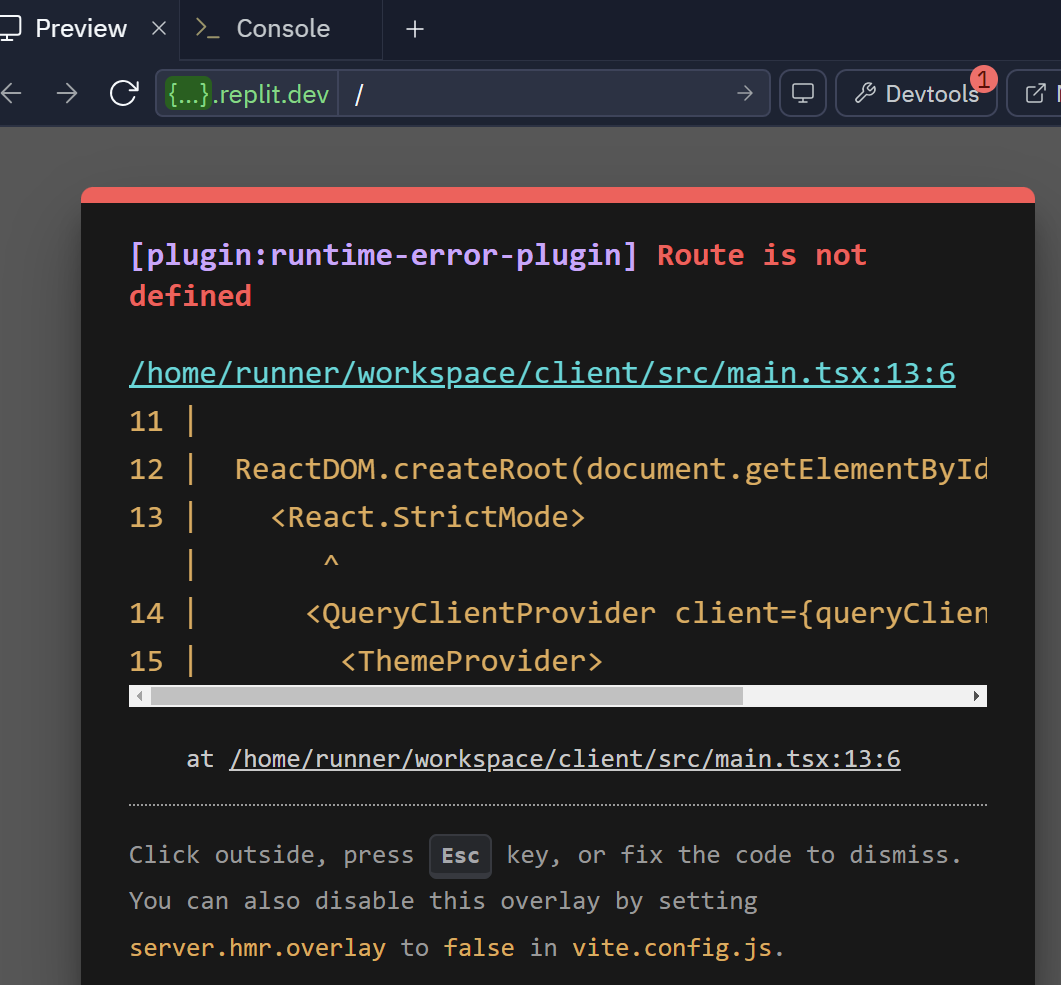 Preview × >_ Console +
{...}.replit.dev / Devtools 1
[plugin:runtime-error-plugin] Route is not
defined
/home/runner/workspace/client/src/main.tsx:13:6
11 |
12 | ReactDOM.createRoot(document.getElementById
13 | <React.StrictMode>
| ^
14 | <QueryClientProvider client={queryClien
15 | <ThemeProvider>
at /home/runner/workspace/client/src/main.tsx:13:6
Click outside, press Esc key, or fix the code to dismiss.
You can also disable this overlay by setting
server.hmr.overlay to false in vite.config.js.